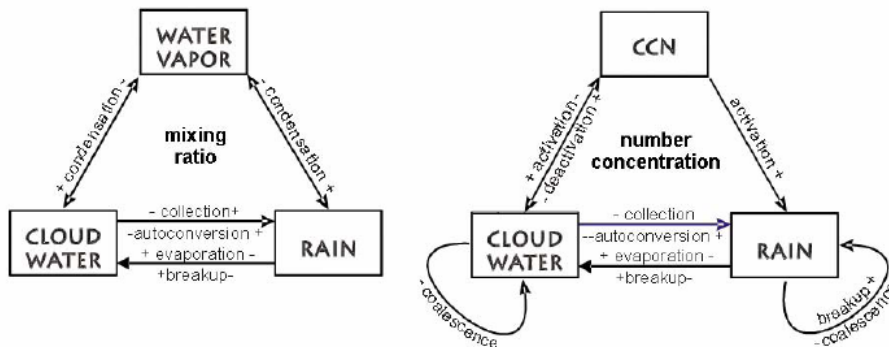 WATER
VAPOR
+ condensation -
- condensation +
mixing
ratio
CLOUD
WATER
- collection+
-autoconversion +
+ evaporation -
+breakup-
RAIN
CCN
+ activation -
- deactivation +
activation +
number
concentration
CLOUD
WATER
- collection
--autoconversion +
+ evaporation -
+breakup-
RAIN
-coalescence
breakup +
-coalescence